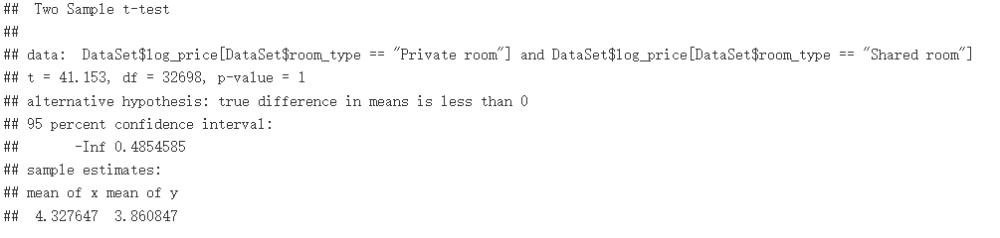 ##  Two Sample t-test
##
## data:  DataSet$log_price[DataSet$room_type == "Private room"] and DataSet$log_price[DataSet$room_type == "Shared room"]
## t = 41.153, df = 32698, p-value = 1
## alternative hypothesis: true difference in means is less than 0
## 95 percent confidence interval:
##       -Inf 0.4854585
## sample estimates:
## mean of x mean of y
##  4.327647  3.860847